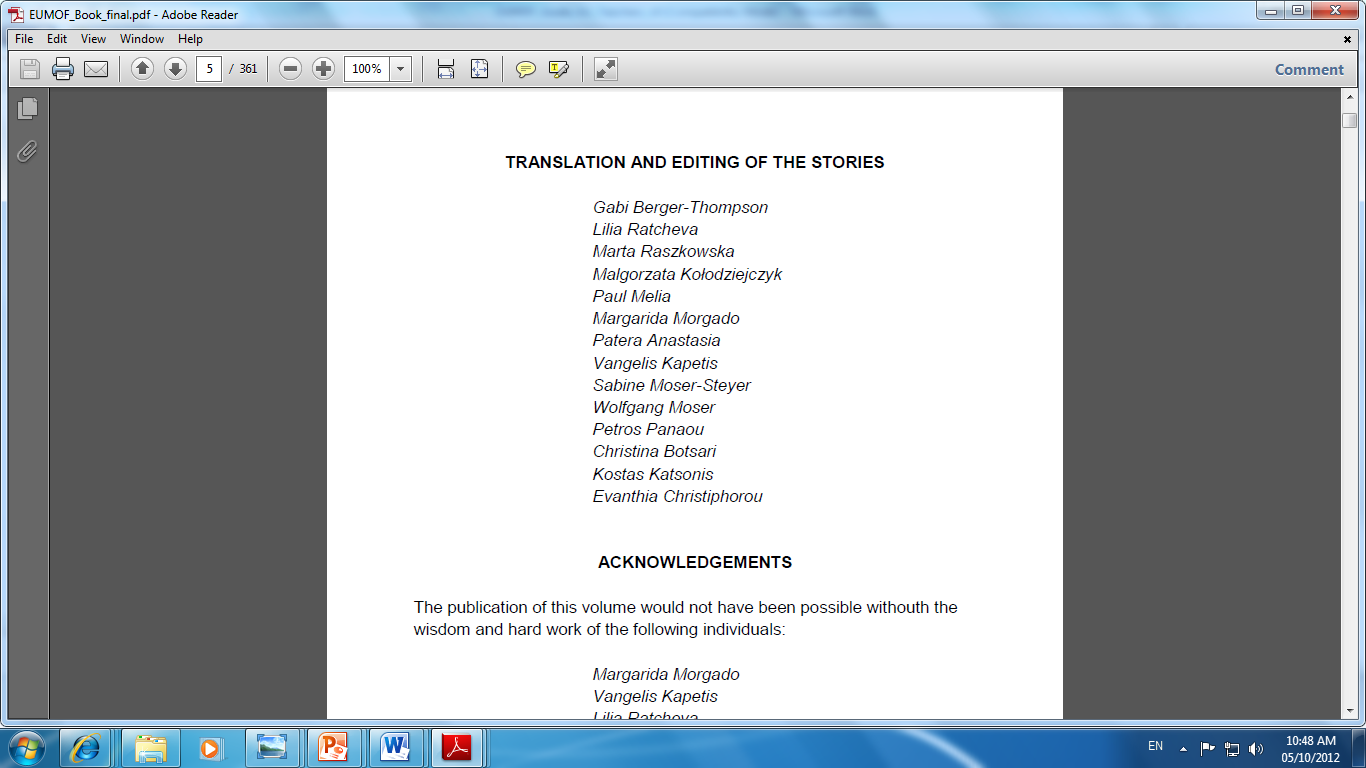 EUMOF_Book_final.pdf - Adobe Reader
File Edit View Window Help
5 / 361 100% Comment
TRANSLATION AND EDITING OF THE STORIES
Gabi Berger-Thompson
Lilia Ratcheva
Marta Raszkowska
Malgorzata Kołodziejczyk
Paul Melia
Margarida Morgado
Patera Anastasia
Vangelis Kapetis
Sabine Moser-Steyer
Wolfgang Moser
Petros Panaou
Christina Botsari
Kostas Katsonis
Evanthia Christiphorou
ACKNOWLEDGEMENTS
The publication of this volume would not have been possible withouth the
wisdom and hard work of the following individuals:
Margarida Morgado
Vangelis Kapetis
Lilia Ratcheva
EN
10:48 AM
05/10/2012